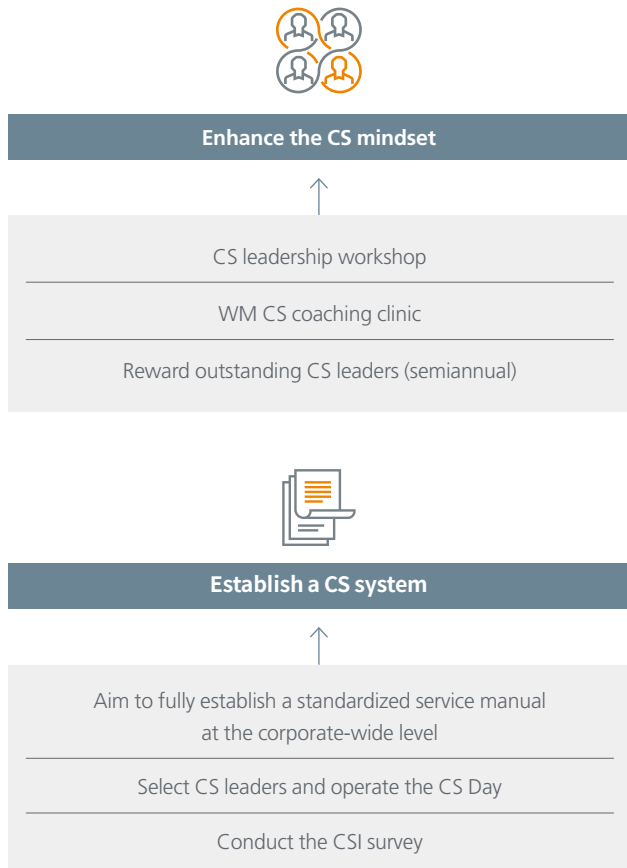 Enhance the CS mindset
CS leadership workshop
WM CS coaching clinic
Reward outstanding CS leaders (semiannual)
Establish a CS system
Aim to fully establish a standardized service manual
at the corporate-wide level
Select CS leaders and operate the CS Day
Conduct the CSI survey